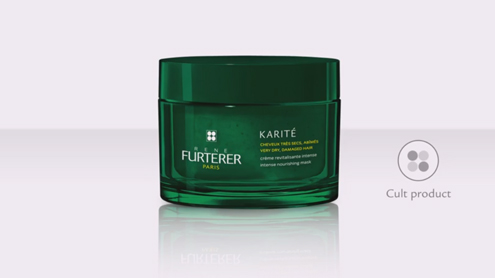 RENÉ
FURTERER
PARIS
KARITÉ
CHEVEUX TRÈS SECS, ABÎMÉS
VERY DRY, DAMAGED HAIR
crème revitalisante intense
intense nourishing mask
Cult product